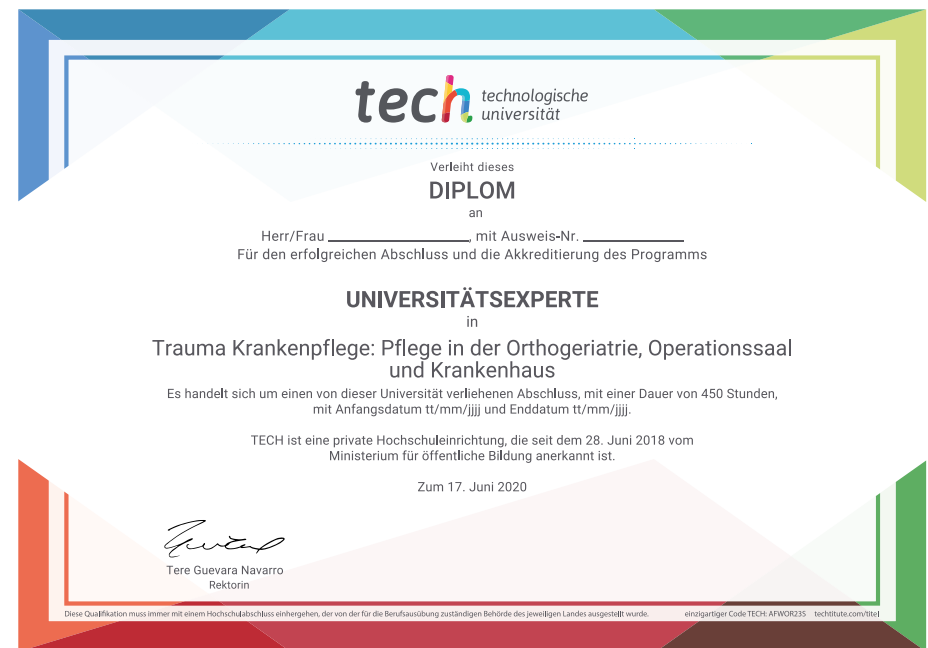 tech technologische
universität
Verleiht dieses
DIPLOM
an
Herr/Frau ________________, mit Ausweis-Nr. ____________
Für den erfolgreichen Abschluss und die Akkreditierung des Programms
UNIVERSITÄTSEXPERTE
in
Trauma Krankenpflege: Pflege in der Orthogeriatrie, Operationssaal
und Krankenhaus
Es handelt sich um einen von dieser Universität verliehenen Abschluss, mit einer Dauer von 450 Stunden,
mit Anfangsdatum tt/mm/jjjj und Enddatum tt/mm/jjjj.
TECH ist eine private Hochschuleinrichtung, die seit dem 28. Juni 2018 vom
Ministerium für öffentliche Bildung anerkannt ist.
Zum 17. Juni 2020
Tere Guevara Navarro
Rektorin
Diese Qualifikation muss immer mit einem Hochschulabschluss einhergehen, der von der für die Berufsausübung zuständigen Behörde des jeweiligen Landes ausgestellt wurde. einzigartiger Code TECH: AFWOR235 techtitute.com/titel